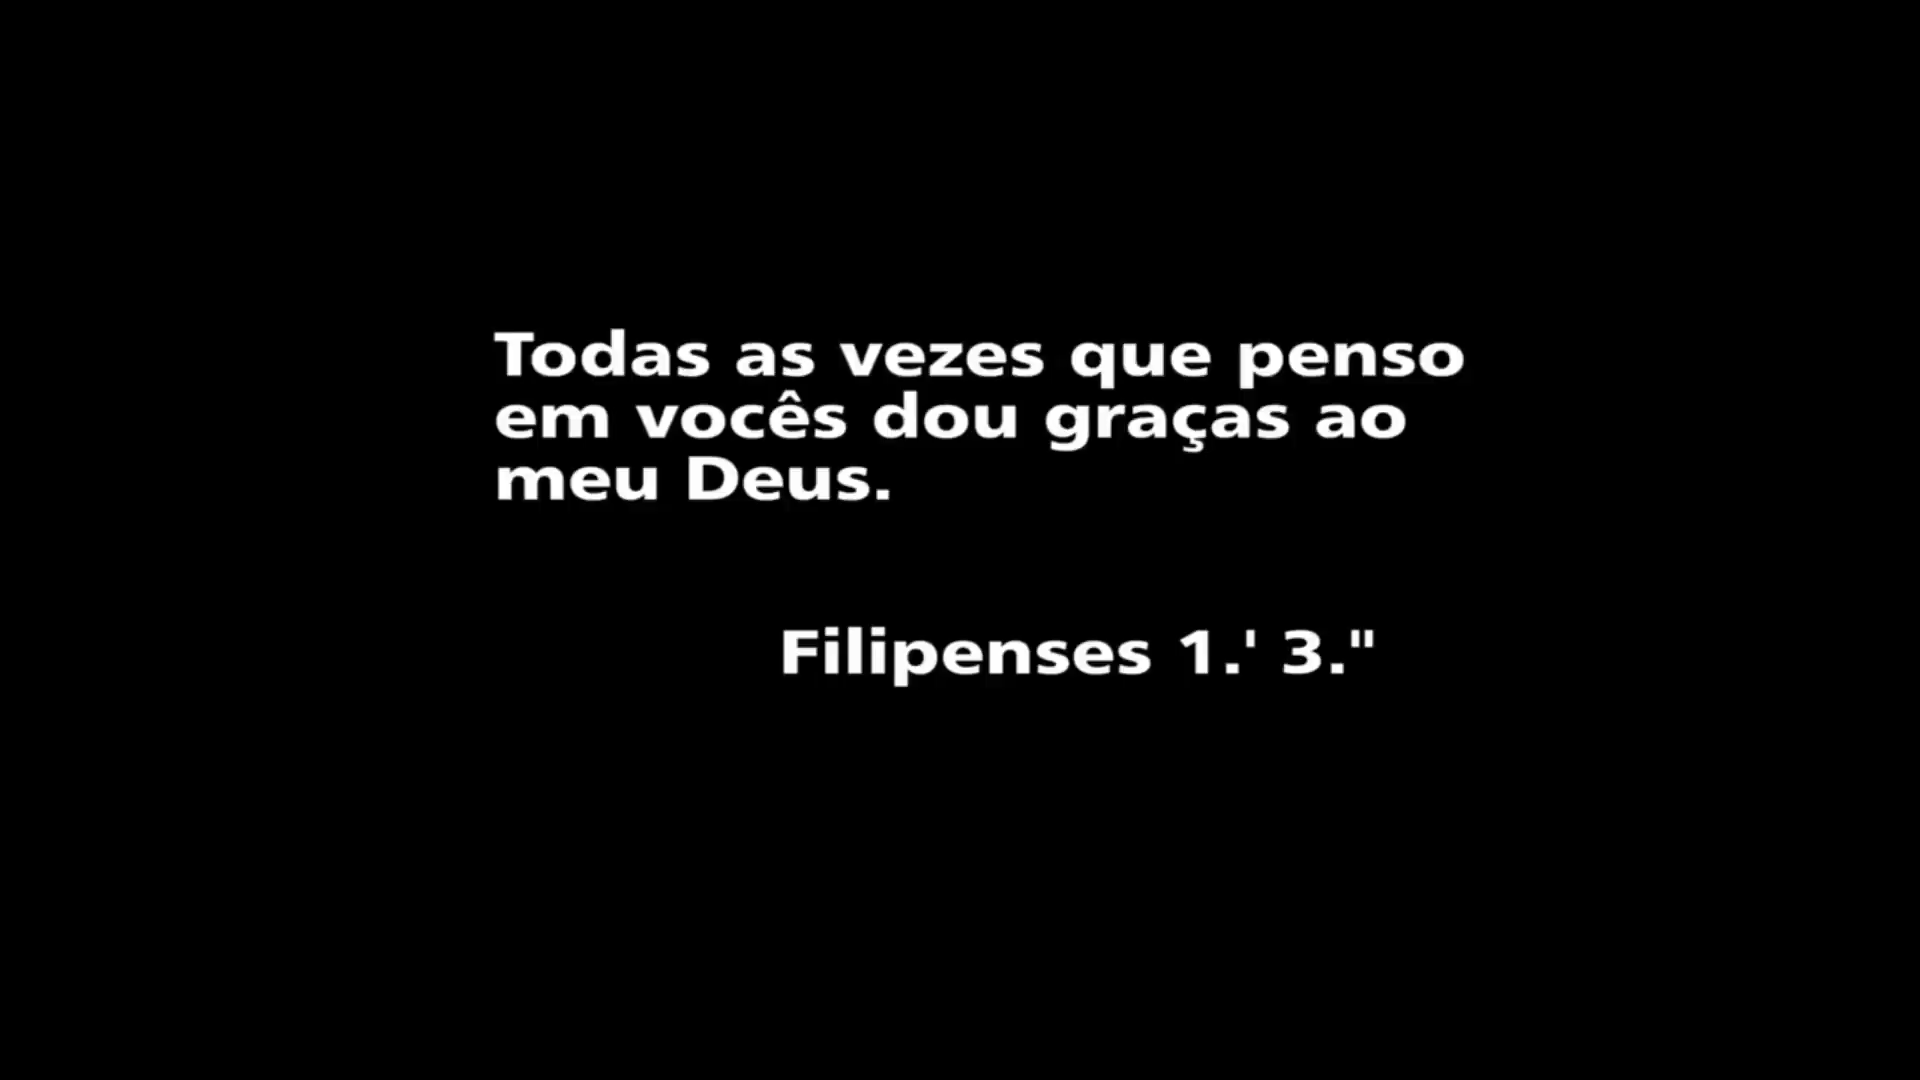 Todas as vezes que penso
em vocês dou graças ao
meu Deus.
Filipenses 1.' 3."